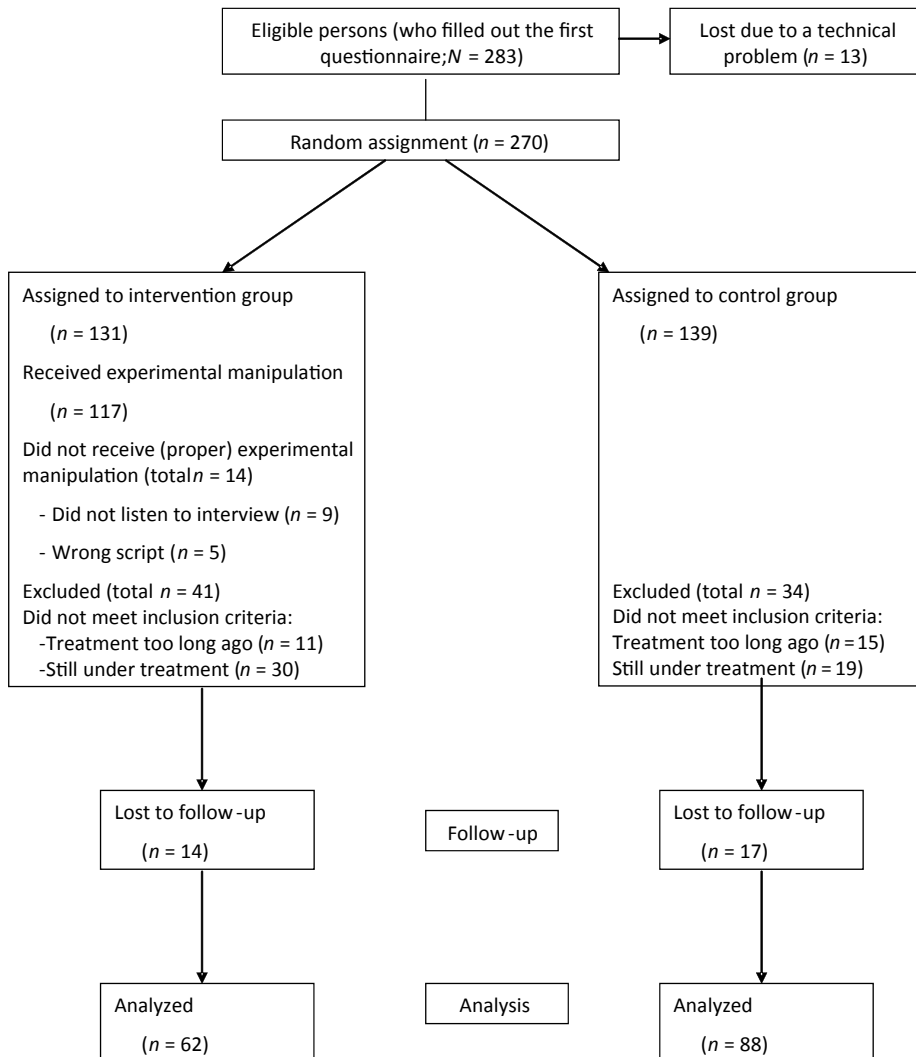 Eligible persons (who filled out the first
questionnaire;N = 283)
Lost due to a technical
problem (n = 13)
Random assignment (n = 270)
Assigned to intervention group
(n = 131)
Received experimental manipulation
(n = 117)
Did not receive (proper) experimental
manipulation (totaln = 14)
- Did not listen to interview (n = 9)
- Wrong script (n = 5)
Excluded (total n = 41)
Did not meet inclusion criteria:
-Treatment too long ago (n = 11)
-Still under treatment (n = 30)
Assigned to control group
(n = 139)
Excluded (total n = 34)
Did not meet inclusion criteria:
Treatment too long ago (n = 15)
Still under treatment (n = 19)
Lost to follow-up
(n = 14)
Follow-up
Lost to follow-up
(n = 17)
Analyzed
(n = 62)
Analysis
Analyzed
(n = 88)